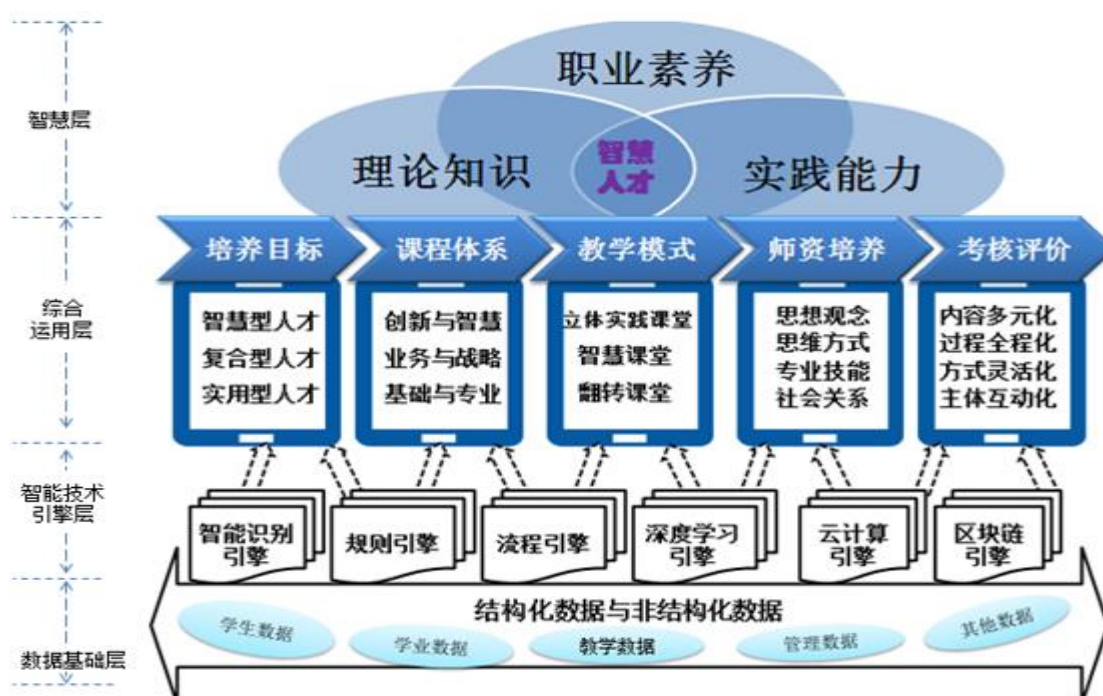 智慧层
职业素养
理论知识
智慧
人才
实践能力
综合
运用层
培养目标
课程体系
教学模式
师资培养
考核评价
智慧型人才
复合型人才
实用型人才
创新与智慧
业务与战略
基础与专业
立体实践课堂
智慧课堂
翻转课堂
思想观念
思维方式
专业技能
社会关系
内容多元化
过程全程化
方式灵活化
主体互动化
智能技术
引擎层
智能识别
引擎
规则引擎
流程引擎
深度学习
引擎
云计算
引擎
区块链
引擎
数据基础层
结构化数据与非结构化数据
学生数据
学业数据
教学数据
管理数据
其他数据